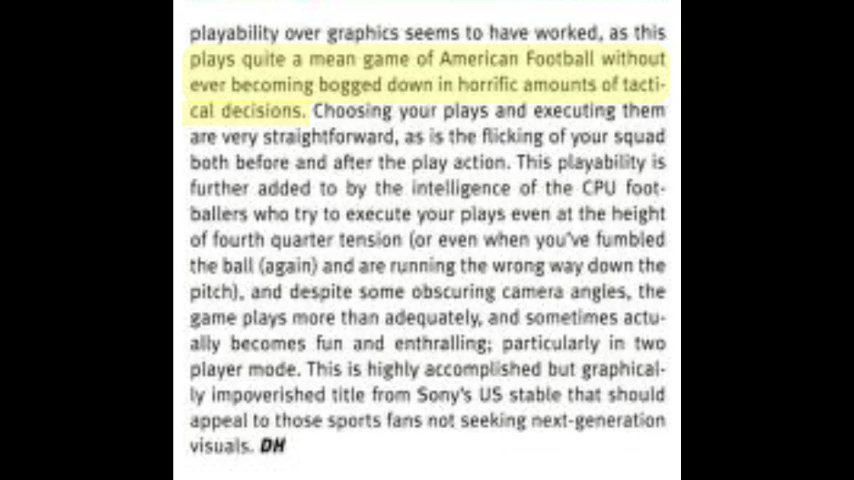 playability over graphics seems to have worked, as this
plays quite a mean game of American Football without
ever becoming bogged down in horrific amounts of tacti-
cal decisions. Choosing your plays and executing them
are very straightforward, as is the flicking of your squad
both before and after the play action. This playability is
further added to by the intelligence of the CPU foot-
ballers who try to execute your plays even at the height
of fourth quarter tension (or even when you've fumbled
the ball (again) and are running the wrong way down the
pitch), and despite some obscuring camera angles, the
game plays more than adequately, and sometimes actu-
ally becomes fun and enthralling; particularly in two
player mode. This is highly accomplished but graphical-
ly impoverished title from Sony's US stable that should
appeal to those sports fans not seeking next-generation
visuals. DH